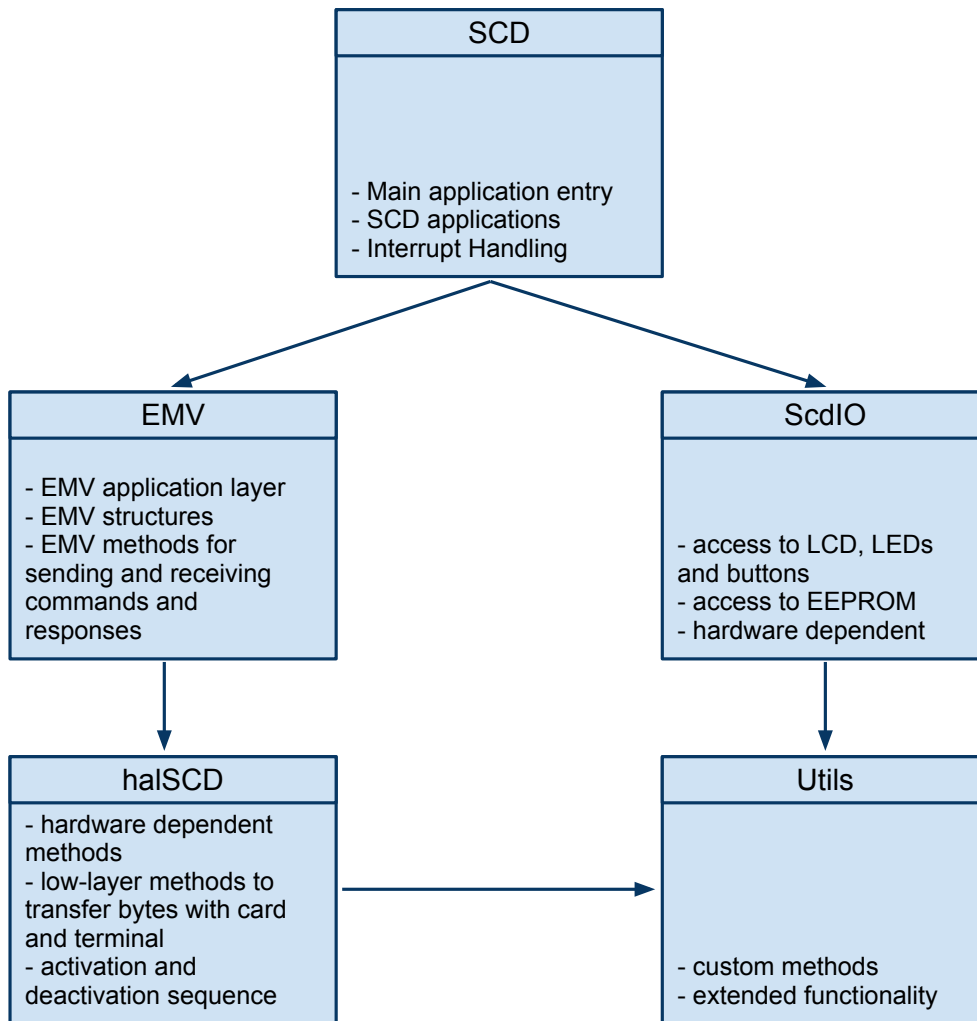 SCD
- Main application entry
- SCD applications
- Interrupt Handling
EMV
- EMV application layer
- EMV structures
- EMV methods for
sending and receiving
commands and
responses
ScdIO
- access to LCD, LEDs
and buttons
- access to EEPROM
- hardware dependent
halSCD
- hardware dependent
methods
- low-layer methods to
transfer bytes with card
and terminal
- activation and
deactivation sequence
Utils
- custom methods
- extended functionality